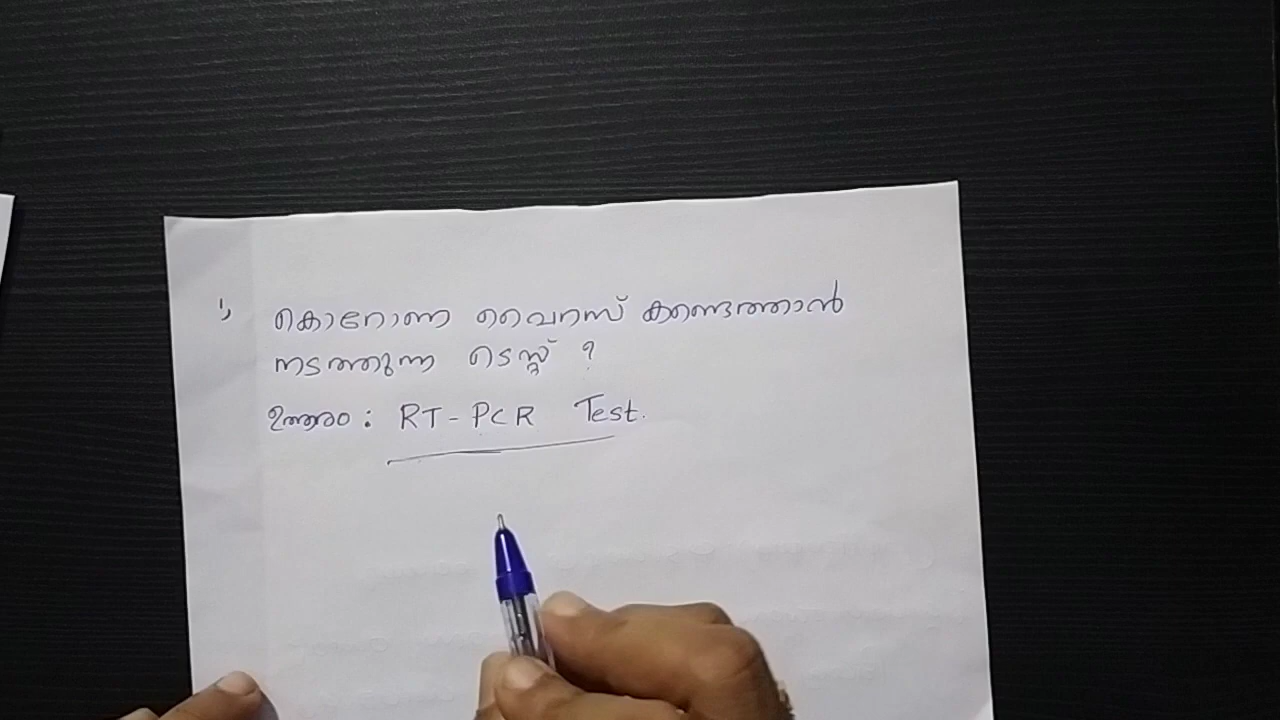 1, കൊറോണ വൈറസ് കണ്ടെത്താൻ
നടത്തുന്ന ടെസ്റ്റ് ?
ഉത്തരം : RT-PCR Test.